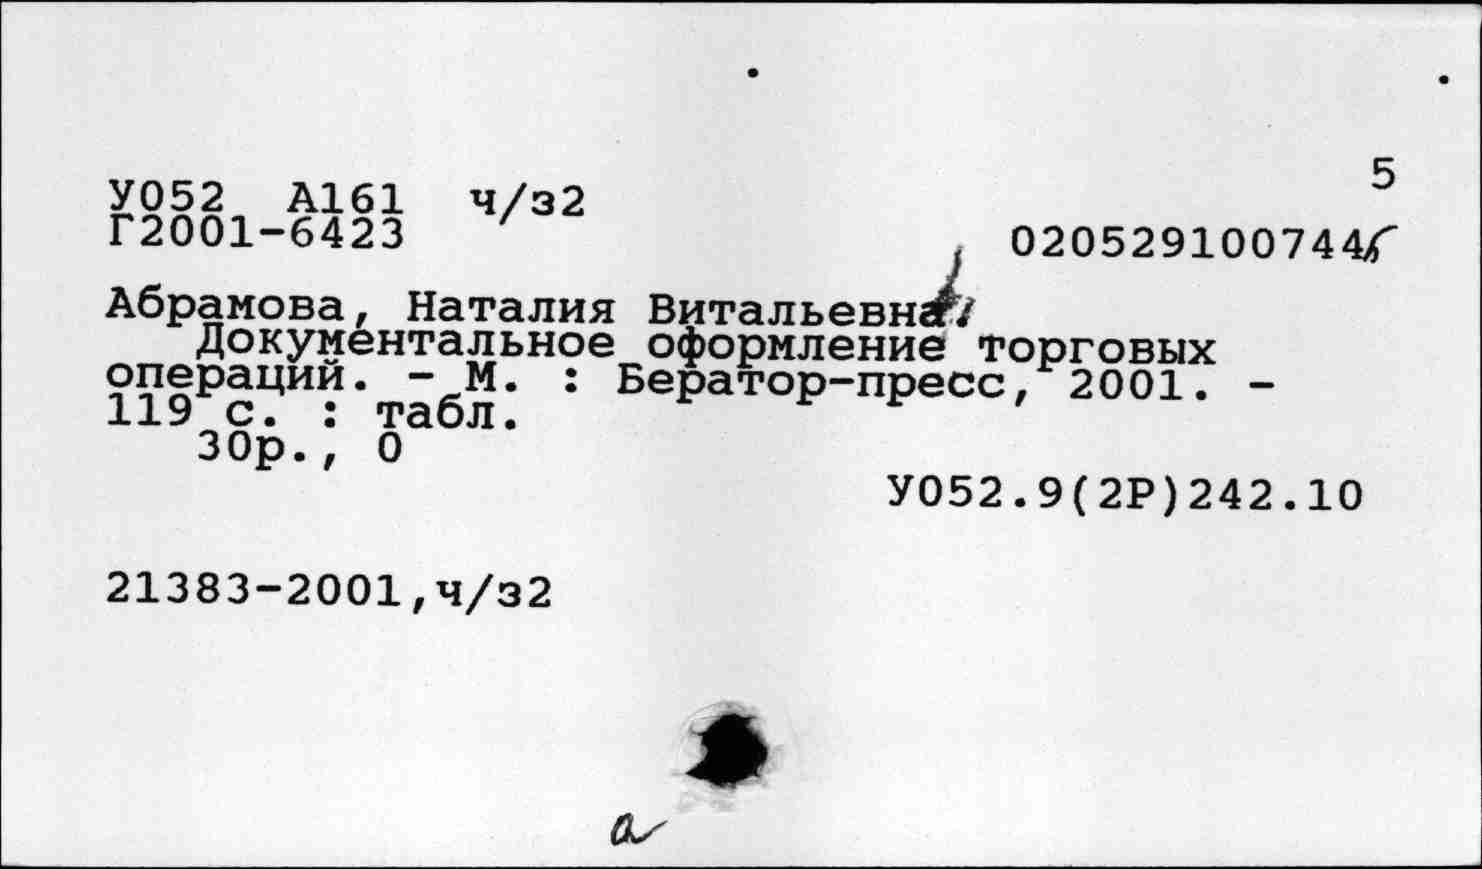 5
У052 А161 ч/з2
Г2001-6423
020529100744
Абрамова, Наталия Витальевна.
Документальное оформление торговых
операций. - М. : Бератор-пресс, 2001. -
119 с. : табл.
30р., 0
У052.9(2Р)242.10
21383-2001,ч/з2
а